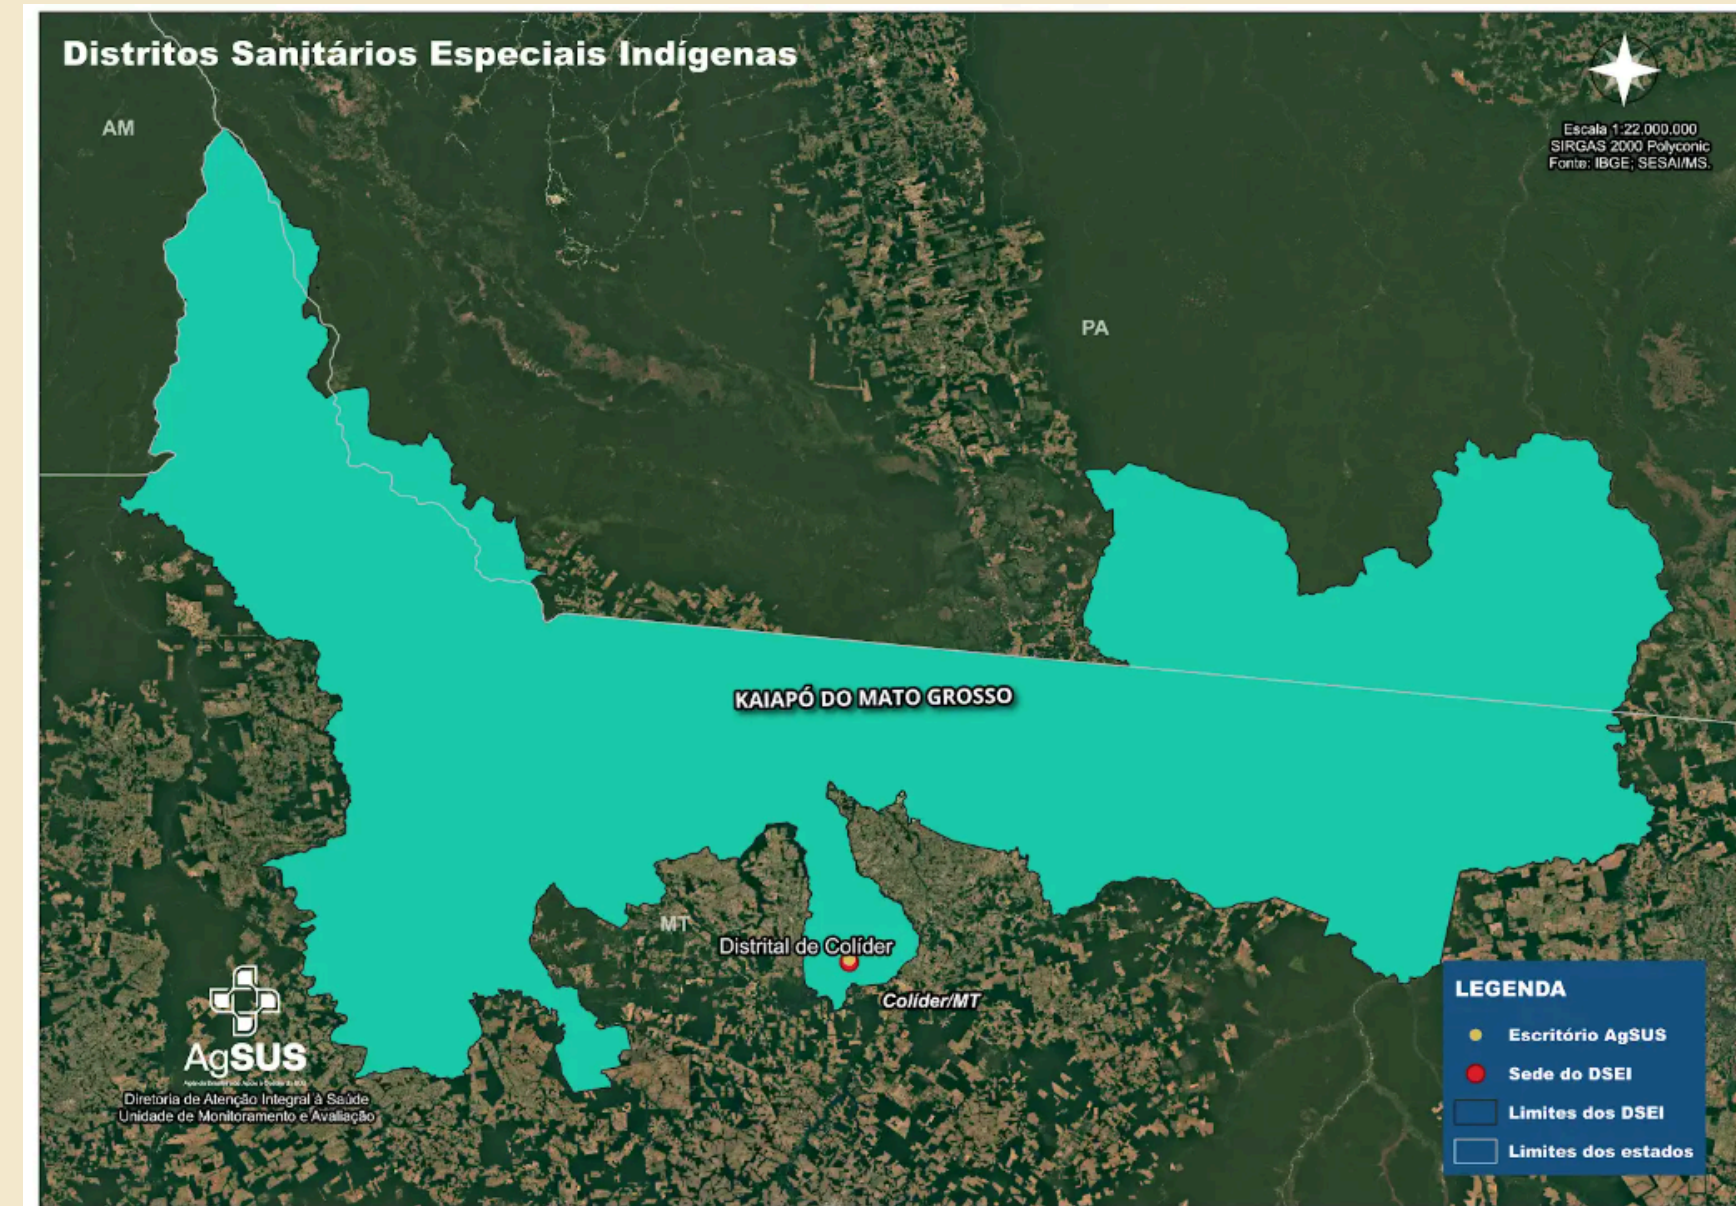 Distritos Sanitários Especiais Indígenas
AM
Escala 1:22.000.000
SIRGAS 2000 Polyconic
Fonte: IBGE; SESAI/MS.
PA
KAIAPÓ DO MATO GROSSO
MT
Distrital de Colíder
Colíder/MT
AgSUS
Diretoria de Atenção Integral à Saúde
Unidade de Monitoramento e Avaliação
LEGENDA
Escritório AgSUS
Sede do DSEI
Limites dos DSEI
Limites dos estados